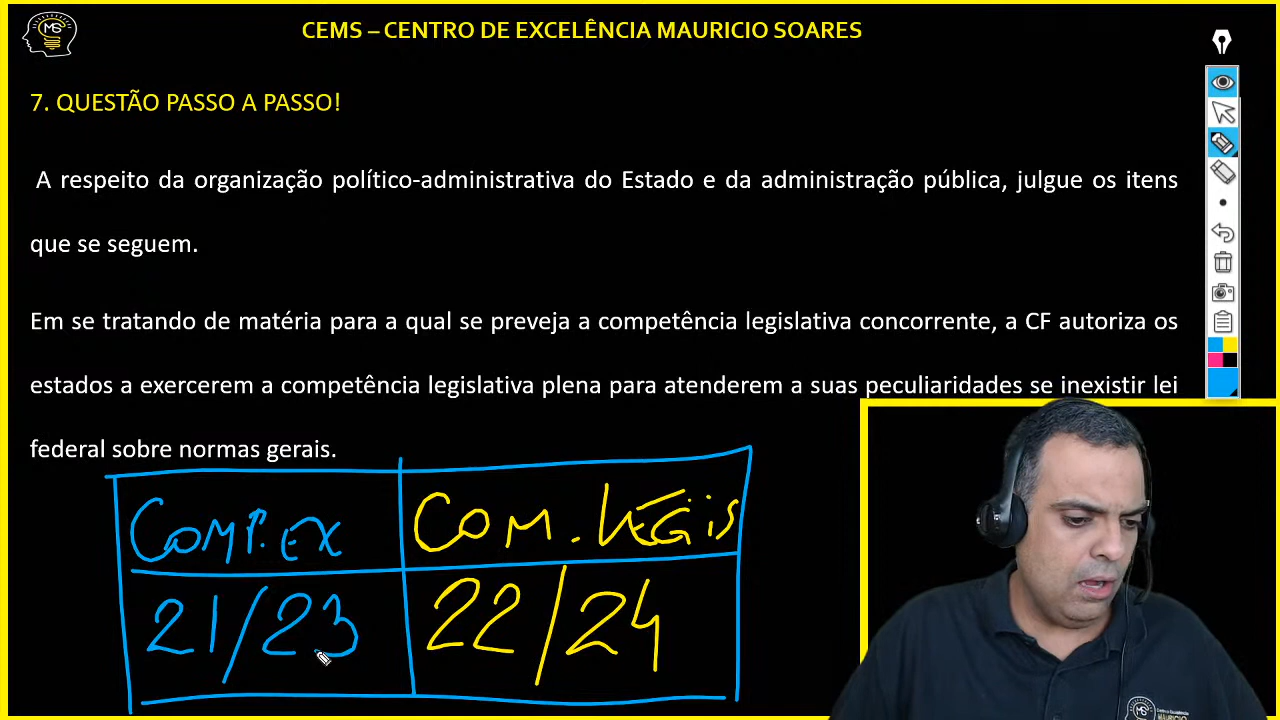 CEMS – CENTRO DE EXCELÊNCIA MAURICIO SOARES
MS
7. QUESTÃO PASSO A PASSO!
A respeito da organização político-administrativa do Estado e da administração pública, julgue os itens
que se seguem.
Em se tratando de matéria para a qual se preveja a competência legislativa concorrente, a CF autoriza os
estados a exercerem a competência legislativa plena para atenderem a suas peculiaridades se inexistir lei
federal sobre normas gerais.
COMP. EX
COM. LEGIS
21/23
22/24
MS
MAURICIO